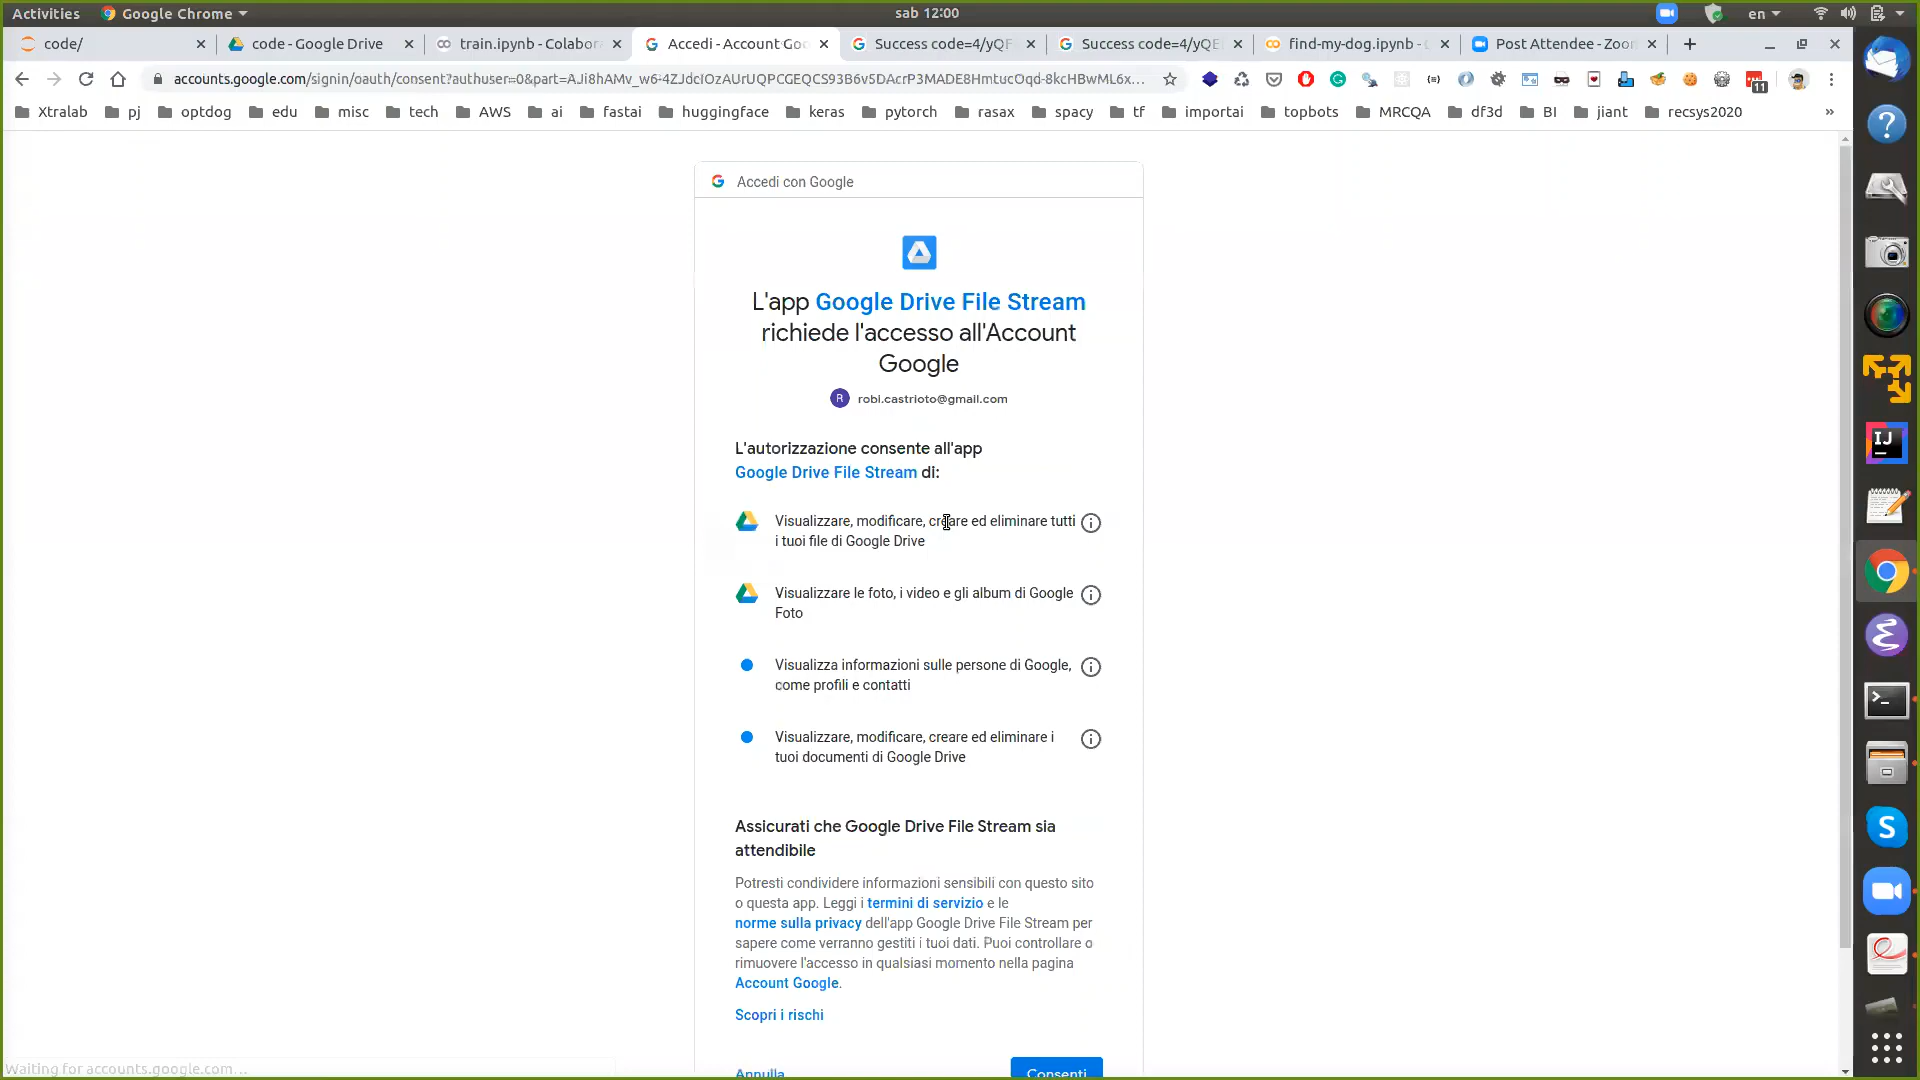 Activities
Google Chrome
sab 12:00
en
code/
code - Google Drive
train.ipynb - Colabor
Accedi - Account Goo
Success code=4/yQF
Success code=4/yQE
find-my-dog.ipynb - C
Post Attendee - Zoom
accounts.google.com/signin/oauth/consent?authuser=0&part=AJi8hAMv_w6-4ZJdcIOzAUrUQPCGEQCS93B6v5DAcrP3MADE8HmtucOqd-8kcHBwML6x...
11
Xtralab
pj
optdog
edu
misc
tech
AWS
ai
fastai
huggingface
keras
pytorch
rasax
spacy
tf
importai
topbots
MRCQA
df3d
BI
jiant
recsys2020
»
Accedi con Google
L'app Google Drive File Stream
richiede l'accesso all'Account
Google
R
robi.castrioto@gmail.com
L'autorizzazione consente all'app
Google Drive File Stream di:
Visualizzare, modificare, creare ed eliminare tutti
i tuoi file di Google Drive
Visualizzare le foto, i video e gli album di Google
Foto
Visualizza informazioni sulle persone di Google,
come profili e contatti
Visualizzare, modificare, creare ed eliminare i
tuoi documenti di Google Drive
Assicurati che Google Drive File Stream sia
attendibile
Potresti condividere informazioni sensibili con questo sito
o questa app. Leggi i termini di servizio e le
norme sulla privacy dell'app Google Drive File Stream per
sapere come verranno gestiti i tuoi dati. Puoi controllare o
rimuovere l'accesso in qualsiasi momento nella pagina
Account Google.
Scopri i rischi
Annulla
Consenti
Waiting for accounts.google.com...
IJ